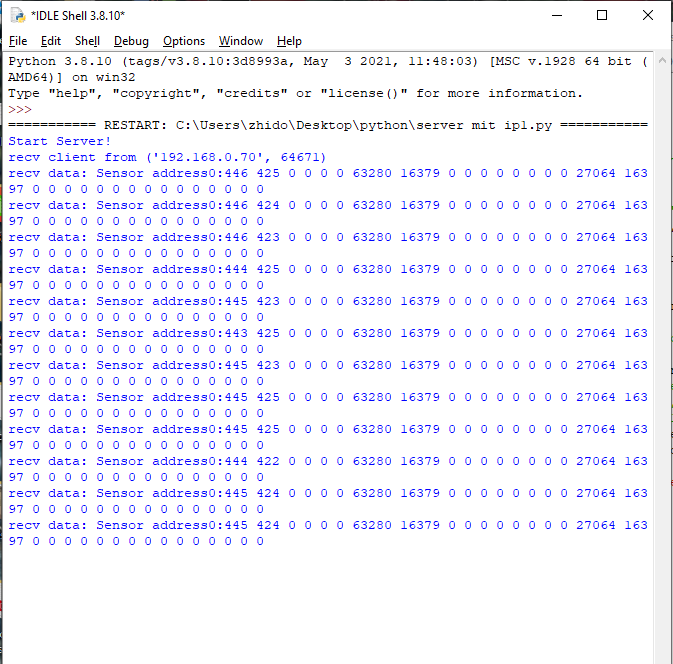 *IDLE Shell 3.8.10*
File Edit Shell Debug Options Window Help
Python 3.8.10 (tags/v3.8.10:3d8993a, May  3 2021, 11:48:03) [MSC v.1928 64 bit (
AMD64)] on win32
Type "help", "copyright", "credits" or "license()" for more information.
>>>
=========== RESTART: C:\Users\zhido\Desktop\python\server mit ip1.py ===========
Start Server!
recv client from ('192.168.0.70', 64671)
recv data: Sensor address0:446 425 0 0 0 0 63280 16379 0 0 0 0 0 0 0 0 27064 163
97 0 0 0 0 0 0 0 0 0 0 0 0 0 0 0
recv data: Sensor address0:446 424 0 0 0 0 63280 16379 0 0 0 0 0 0 0 0 27064 163
97 0 0 0 0 0 0 0 0 0 0 0 0 0 0 0
recv data: Sensor address0:446 423 0 0 0 0 63280 16379 0 0 0 0 0 0 0 0 27064 163
97 0 0 0 0 0 0 0 0 0 0 0 0 0 0 0
recv data: Sensor address0:444 425 0 0 0 0 63280 16379 0 0 0 0 0 0 0 0 27064 163
97 0 0 0 0 0 0 0 0 0 0 0 0 0 0 0
recv data: Sensor address0:445 423 0 0 0 0 63280 16379 0 0 0 0 0 0 0 0 27064 163
97 0 0 0 0 0 0 0 0 0 0 0 0 0 0 0
recv data: Sensor address0:443 425 0 0 0 0 63280 16379 0 0 0 0 0 0 0 0 27064 163
97 0 0 0 0 0 0 0 0 0 0 0 0 0 0 0
recv data: Sensor address0:445 423 0 0 0 0 63280 16379 0 0 0 0 0 0 0 0 27064 163
97 0 0 0 0 0 0 0 0 0 0 0 0 0 0 0
recv data: Sensor address0:445 425 0 0 0 0 63280 16379 0 0 0 0 0 0 0 0 27064 163
97 0 0 0 0 0 0 0 0 0 0 0 0 0 0 0
recv data: Sensor address0:445 425 0 0 0 0 63280 16379 0 0 0 0 0 0 0 0 27064 163
97 0 0 0 0 0 0 0 0 0 0 0 0 0 0 0
recv data: Sensor address0:444 422 0 0 0 0 63280 16379 0 0 0 0 0 0 0 0 27064 163
97 0 0 0 0 0 0 0 0 0 0 0 0 0 0 0
recv data: Sensor address0:445 424 0 0 0 0 63280 16379 0 0 0 0 0 0 0 0 27064 163
97 0 0 0 0 0 0 0 0 0 0 0 0 0 0 0
recv data: Sensor address0:445 424 0 0 0 0 63280 16379 0 0 0 0 0 0 0 0 27064 163
97 0 0 0 0 0 0 0 0 0 0 0 0 0 0 0